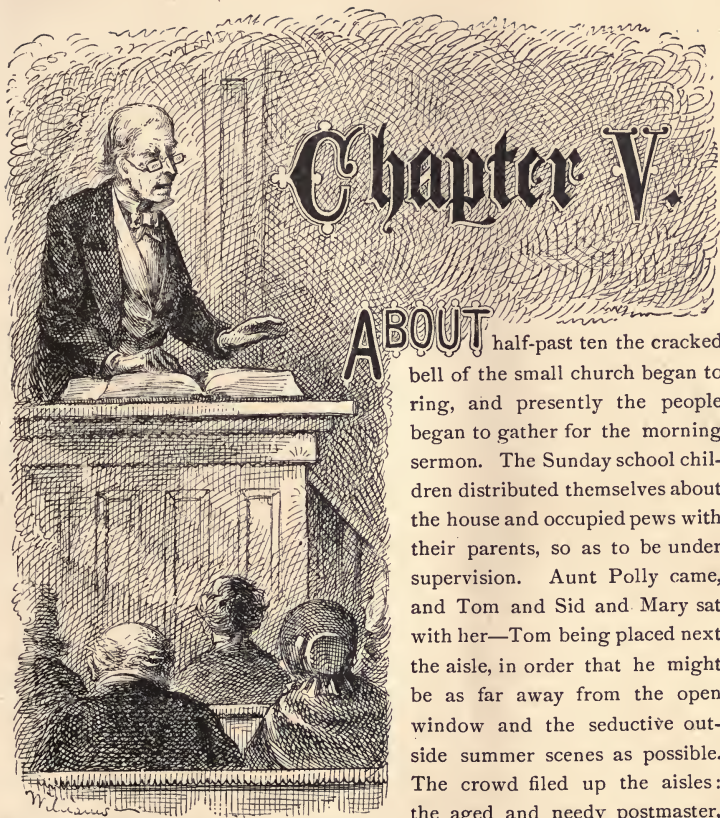 Chapter V.
ABOUT half-past ten the cracked
bell of the small church began to
ring, and presently the people
began to gather for the morning
sermon. The Sunday school chil-
dren distributed themselves about
the house and occupied pews with
their parents, so as to be under
supervision. Aunt Polly came,
and Tom and Sid and Mary sat
with her—Tom being placed next
the aisle, in order that he might
be as far away from the open
window and the seductive out-
side summer scenes as possible.
The crowd filed up the aisles:
the aged and needy postmaster,